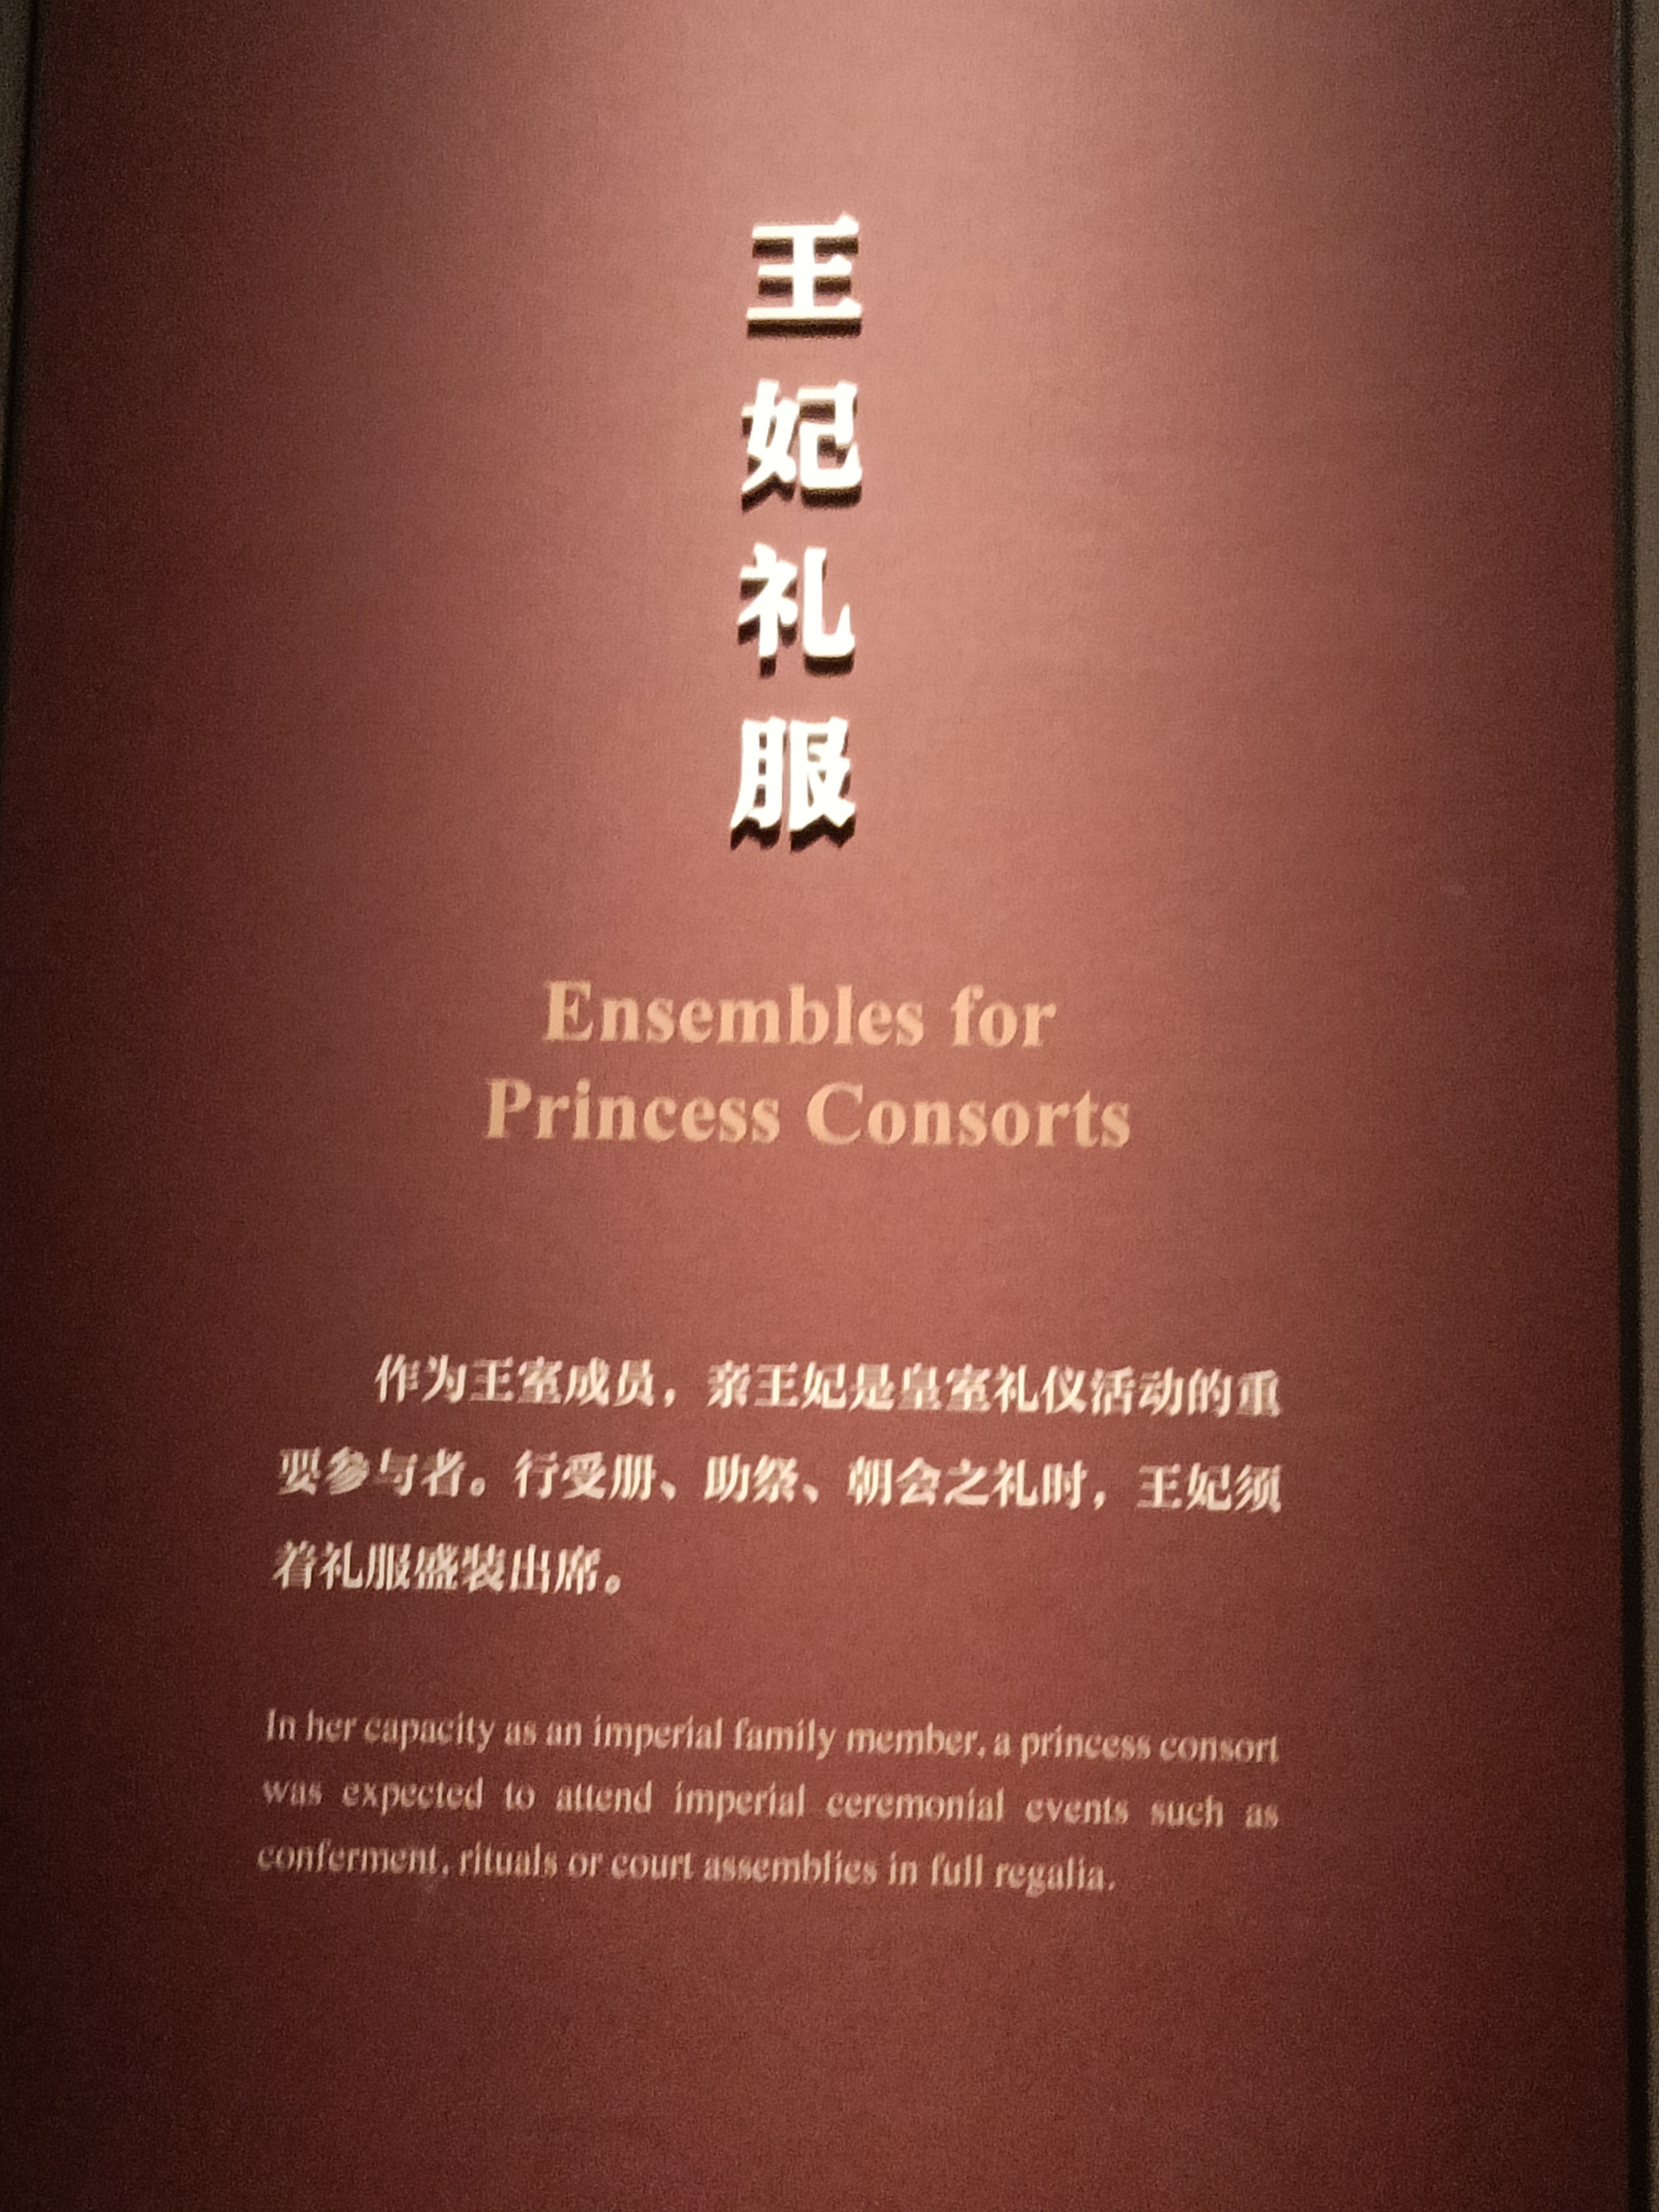 王妃礼服
Ensembles for
Princess Consorts
作为王室成员，亲王妃是皇室礼仪活动的重
要参与者。行受册、助祭、朝会之礼时，王妃须
着礼服盛装出席。
In her capacity as an imperial family member, a princess consort
was expected to attend imperial ceremonial events such as
conferment, rituals or court assemblies in full regalia.